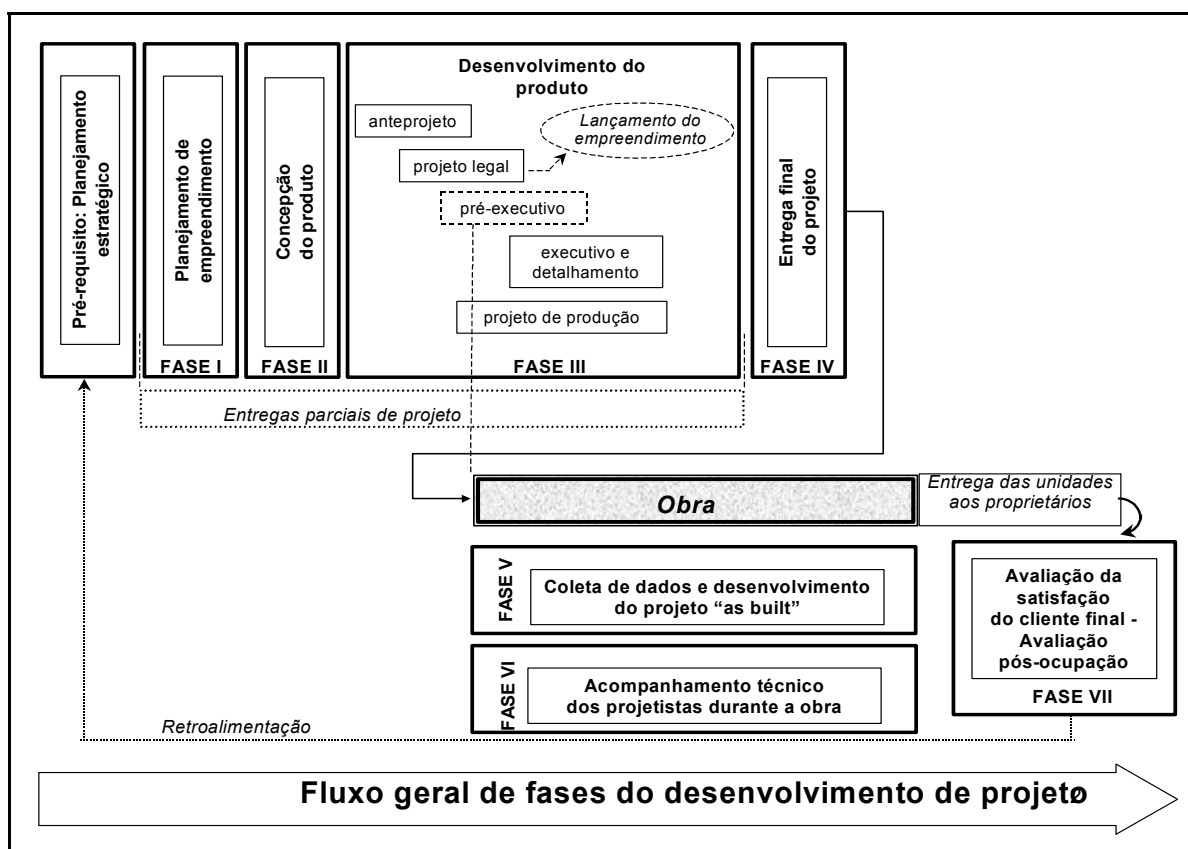 Pré-requisito: Planejamento
estratégico
Planejamento de
empreendimento
FASE I
Concepção
do produto
FASE II
Desenvolvimento do
produto
anteprojeto
Lançamento do
empreendimento
projeto legal
pré-executivo
executivo e
detalhamento
projeto de produção
FASE III
Entrega final
do projeto
FASE IV
Entregas parciais de projeto
Obra
Entrega das unidades
aos proprietários
FASE V
Coleta de dados e desenvolvimento
do projeto “as built”
FASE VI
Acompanhamento técnico
dos projetistas durante a obra
Avaliação da
satisfação
do cliente final -
Avaliação
pós-ocupação
FASE VII
Retroalimentação
Fluxo geral de fases do desenvolvimento de projeto